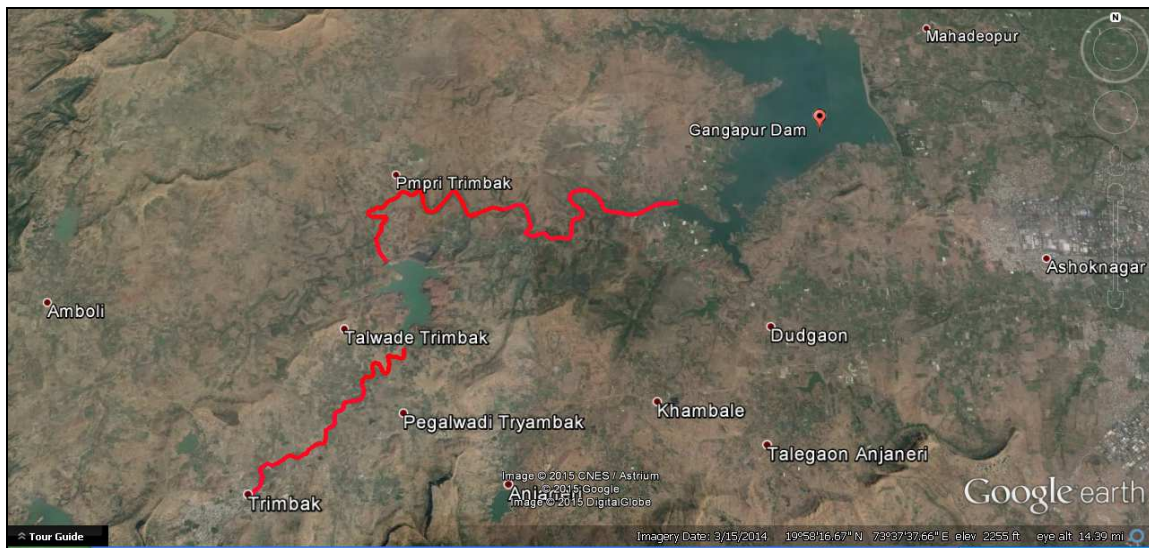 N
Mahadeopur
Gangapur Dam
Pmpri Trimbak
Ashoknagar
Amboli
Talwade Trimbak
Dudgaon
Khambale
Pegalwadi Tryambak
Talegaon Anjaneri
Image © 2015 CNES / Astrium
© 2015 Google
Anjaneri
Image © 2015 DigitalGlobe
Trimbak
Google earth
Tour Guide
Imagery Date: 3/15/2014 19°58'16.67" N 73°37'37.66" E elev 2255 ft eye alt 14.39 mi